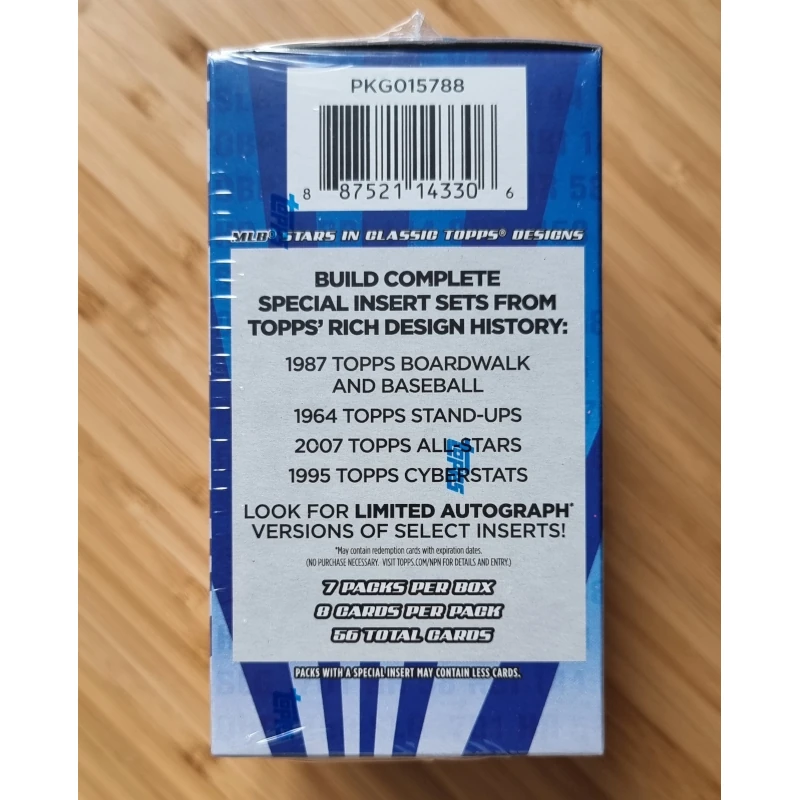 PKG015788
8 87521 14330 6
MLB® STARS IN CLASSIC TOPPS® DESIGNS
BUILD COMPLETE
SPECIAL INSERT SETS FROM
TOPPS' RICH DESIGN HISTORY:
1987 TOPPS BOARDWALK
AND BASEBALL
1964 TOPPS STAND-UPS
2007 TOPPS ALL-STARS
1995 TOPPS CYBERSTATS
LOOK FOR LIMITED AUTOGRAPH*
VERSIONS OF SELECT INSERTS!
*May contain redemption cards with expiration dates.
(NO PURCHASE NECESSARY. VISIT TOPPS.COM/NPN FOR DETAILS AND ENTRY.)
7 PACKS PER BOX
8 CARDS PER PACK
56 TOTAL CARDS
PACKS WITH A SPECIAL INSERT MAY CONTAIN LESS CARDS.
topps
topps
topps